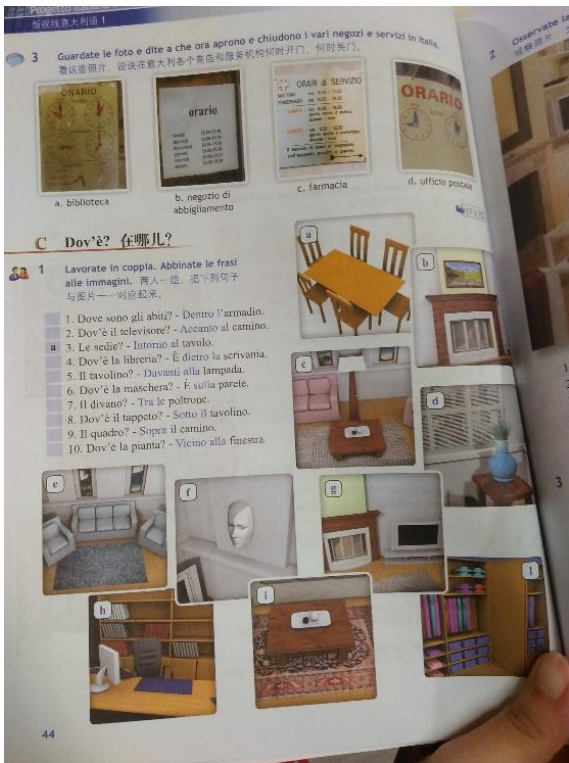 Progetto italiano
新视线意大利语 1
3 Guardate le foto e dite a che ora aprono e chiudono i vari negozi e servizi in Italia.
看这些照片，说说在意大利各个商店和服务机构何时开门、何时关门。
ORARIO
orario
ORARI di SERVIZIO
ORARIO
a. biblioteca
b. negozio di
abbigliamento
c. farmacia
d. ufficio postale
C Dov'è? 在哪儿？
1 Lavorate in coppia. Abbinate le frasi
alle immagini. 两人一组，把下列句子
与图片一一对应起来。
1. Dove sono gli abiti? - Dentro l'armadio.
2. Dov'è il televisore? - Accanto al camino.
a 3. Le sedie? - Intorno al tavolo.
4. Dov'è la libreria? - È dietro la scrivania.
5. Il tavolino? - Davanti alla lampada.
6. Dov'è la maschera? - È sulla parete.
7. Il divano? - Tra le poltrone.
8. Dov'è il tappeto? - Sotto il tavolino.
9. Il quadro? - Sopra il camino.
10. Dov'è la pianta? - Vicino alla finestra.
a
b
c
d
e
f
g
h
i
l
44
2 Osservate
观察照片
1
3